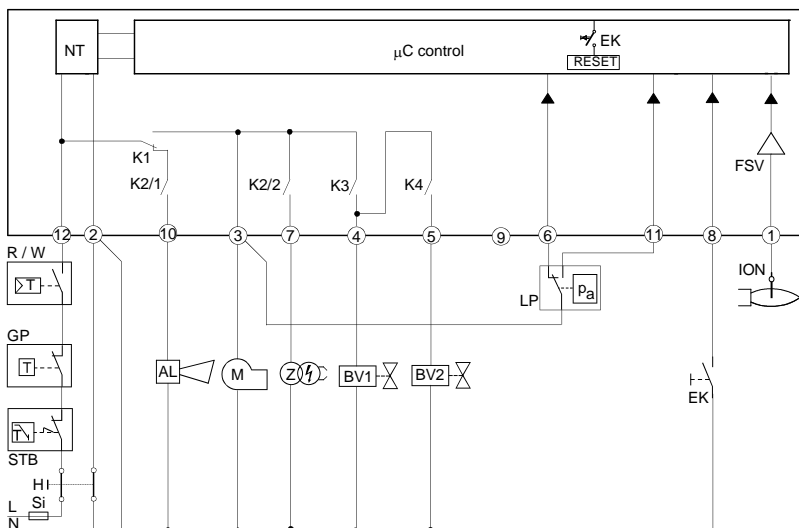 NT
µC control
EK
RESET
K1
K2/1
K2/2
K3
K4
FSV
12
2
10
3
7
4
5
9
6
11
8
1
R / W
T
GP
T
STB
T
LP
pa
ION
AL
M
Z
BV1
BV2
EK
H
Si
L
N